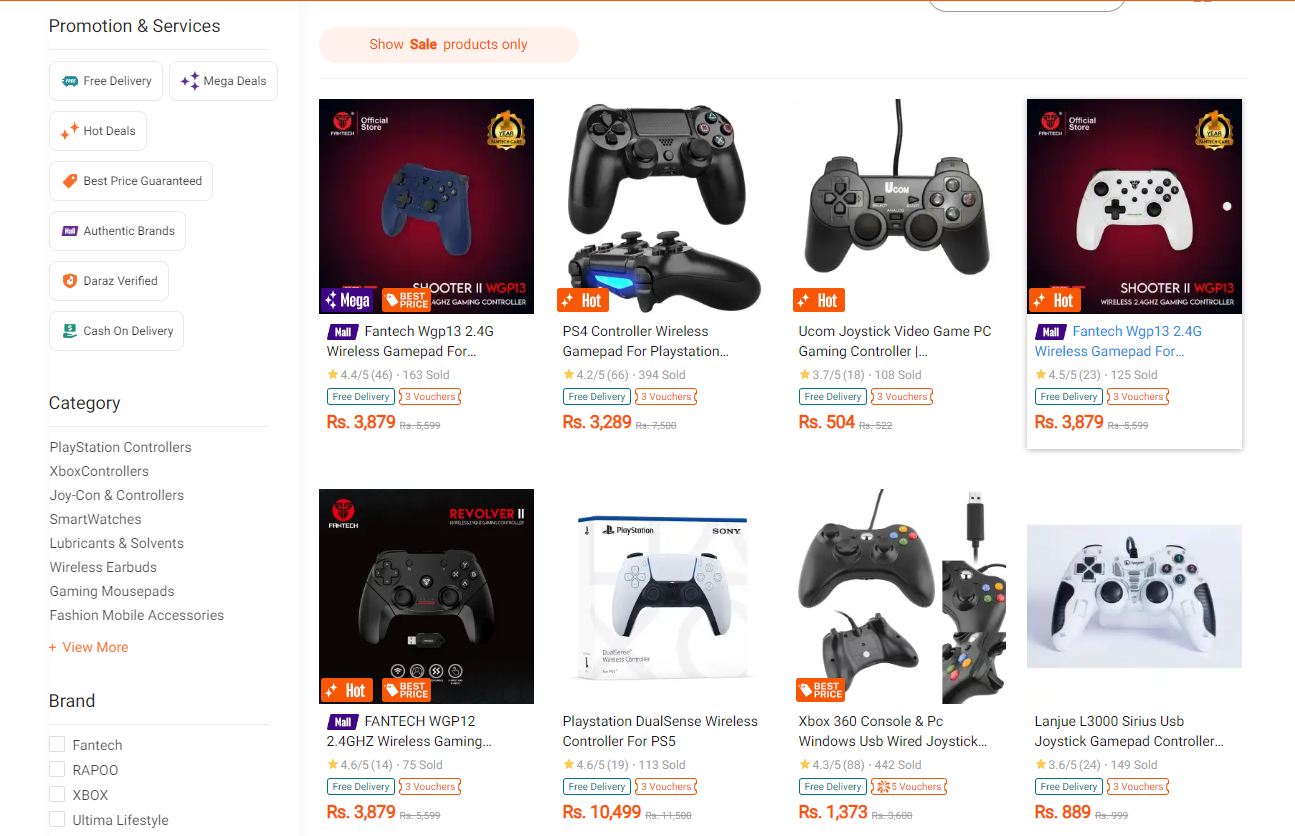 Promotion & Services
Free Delivery
Mega Deals
Hot Deals
Best Price Guaranteed
Mall Authentic Brands
Daraz Verified
Cash On Delivery
Category
PlayStation Controllers
XboxControllers
Joy-Con & Controllers
SmartWatches
Lubricants & Solvents
Wireless Earbuds
Gaming Mousepads
Fashion Mobile Accessories
+ View More
Brand
Fantech
RAPOO
XBOX
Ultima Lifestyle
Show Sale products only
FANTECH Official Store
1 YEAR FANTECH CARE
SHOOTER II WGP13
4GHZ GAMING CONTROLLER
Mega
BEST PRICE
Mall Fantech Wgp13 2.4G
Wireless Gamepad For...
4.4/5 (46) · 163 Sold
Free Delivery 3 Vouchers
Rs. 3,879 Rs. 5,599
Hot
PS4 Controller Wireless
Gamepad For Playstation...
4.2/5 (66) · 394 Sold
Free Delivery 3 Vouchers
Rs. 3,289 Rs. 7,500
UCOM
ANALOG
Hot
Ucom Joystick Video Game PC
Gaming Controller |...
3.7/5 (18) · 108 Sold
Free Delivery 3 Vouchers
Rs. 504 Rs. 522
FANTECH Official Store
1 YEAR FANTECH CARE
SHOOTER II WGP13
WIRELESS 2.4GHZ GAMING CONTROLLER
Hot
Mall Fantech Wgp13 2.4G
Wireless Gamepad For...
4.5/5 (23) · 125 Sold
Free Delivery 3 Vouchers
Rs. 3,879 Rs. 5,599
FANTECH
REVOLVER II
Hot
BEST PRICE
Mall FANTECH WGP12
2.4GHZ Wireless Gaming...
4.6/5 (14) · 75 Sold
Free Delivery 3 Vouchers
Rs. 3,879 Rs. 5,599
PlayStation. SONY
DualSense
Wireless Controller
Playstation DualSense Wireless
Controller For PS5
4.6/5 (19) · 113 Sold
Free Delivery 3 Vouchers
Rs. 10,499 Rs. 11,500
BEST PRICE
Xbox 360 Console & Pc
Windows Usb Wired Joystick...
4.3/5 (88) · 442 Sold
Free Delivery 5 Vouchers
Rs. 1,373 Rs. 3,600
Lanjue L3000 Sirius Usb
Joystick Gamepad Controller...
3.6/5 (24) · 149 Sold
Free Delivery 3 Vouchers
Rs. 889 Rs. 999